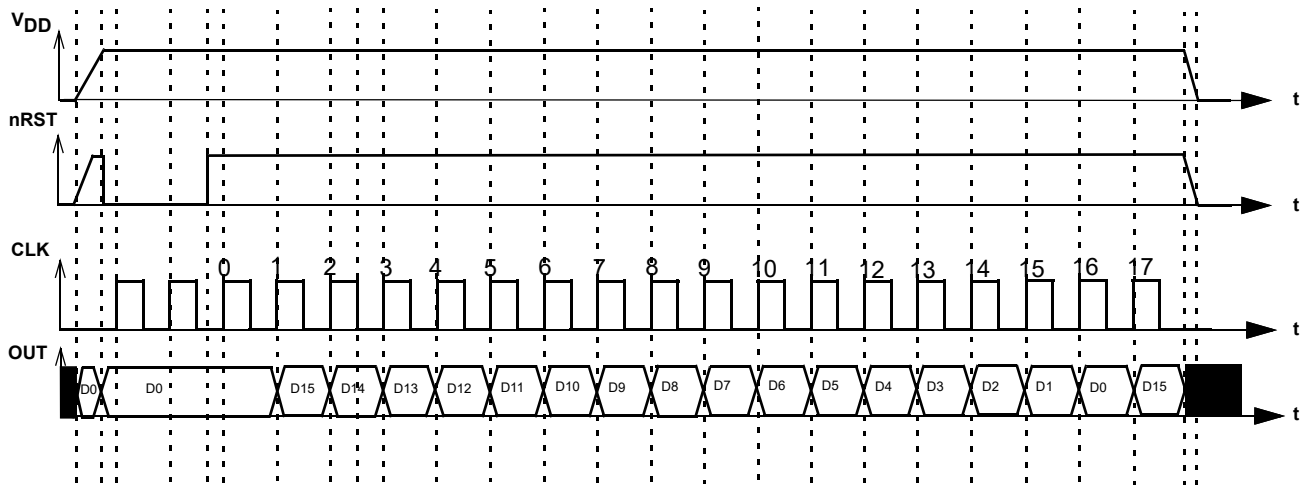 VDD
t
nRST
t
CLK
0 1 2 3 4 5 6 7 8 9 10 11 12 13 14 15 16 17
t
OUT
D0 D0 D15 D14 D13 D12 D11 D10 D9 D8 D7 D6 D5 D4 D3 D2 D1 D0 D15
t